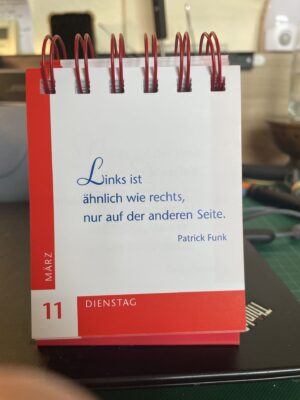 Links ist
ähnlich wie rechts,
nur auf der anderen Seite.
Patrick Funk
MÄRZ
11
DIENSTAG